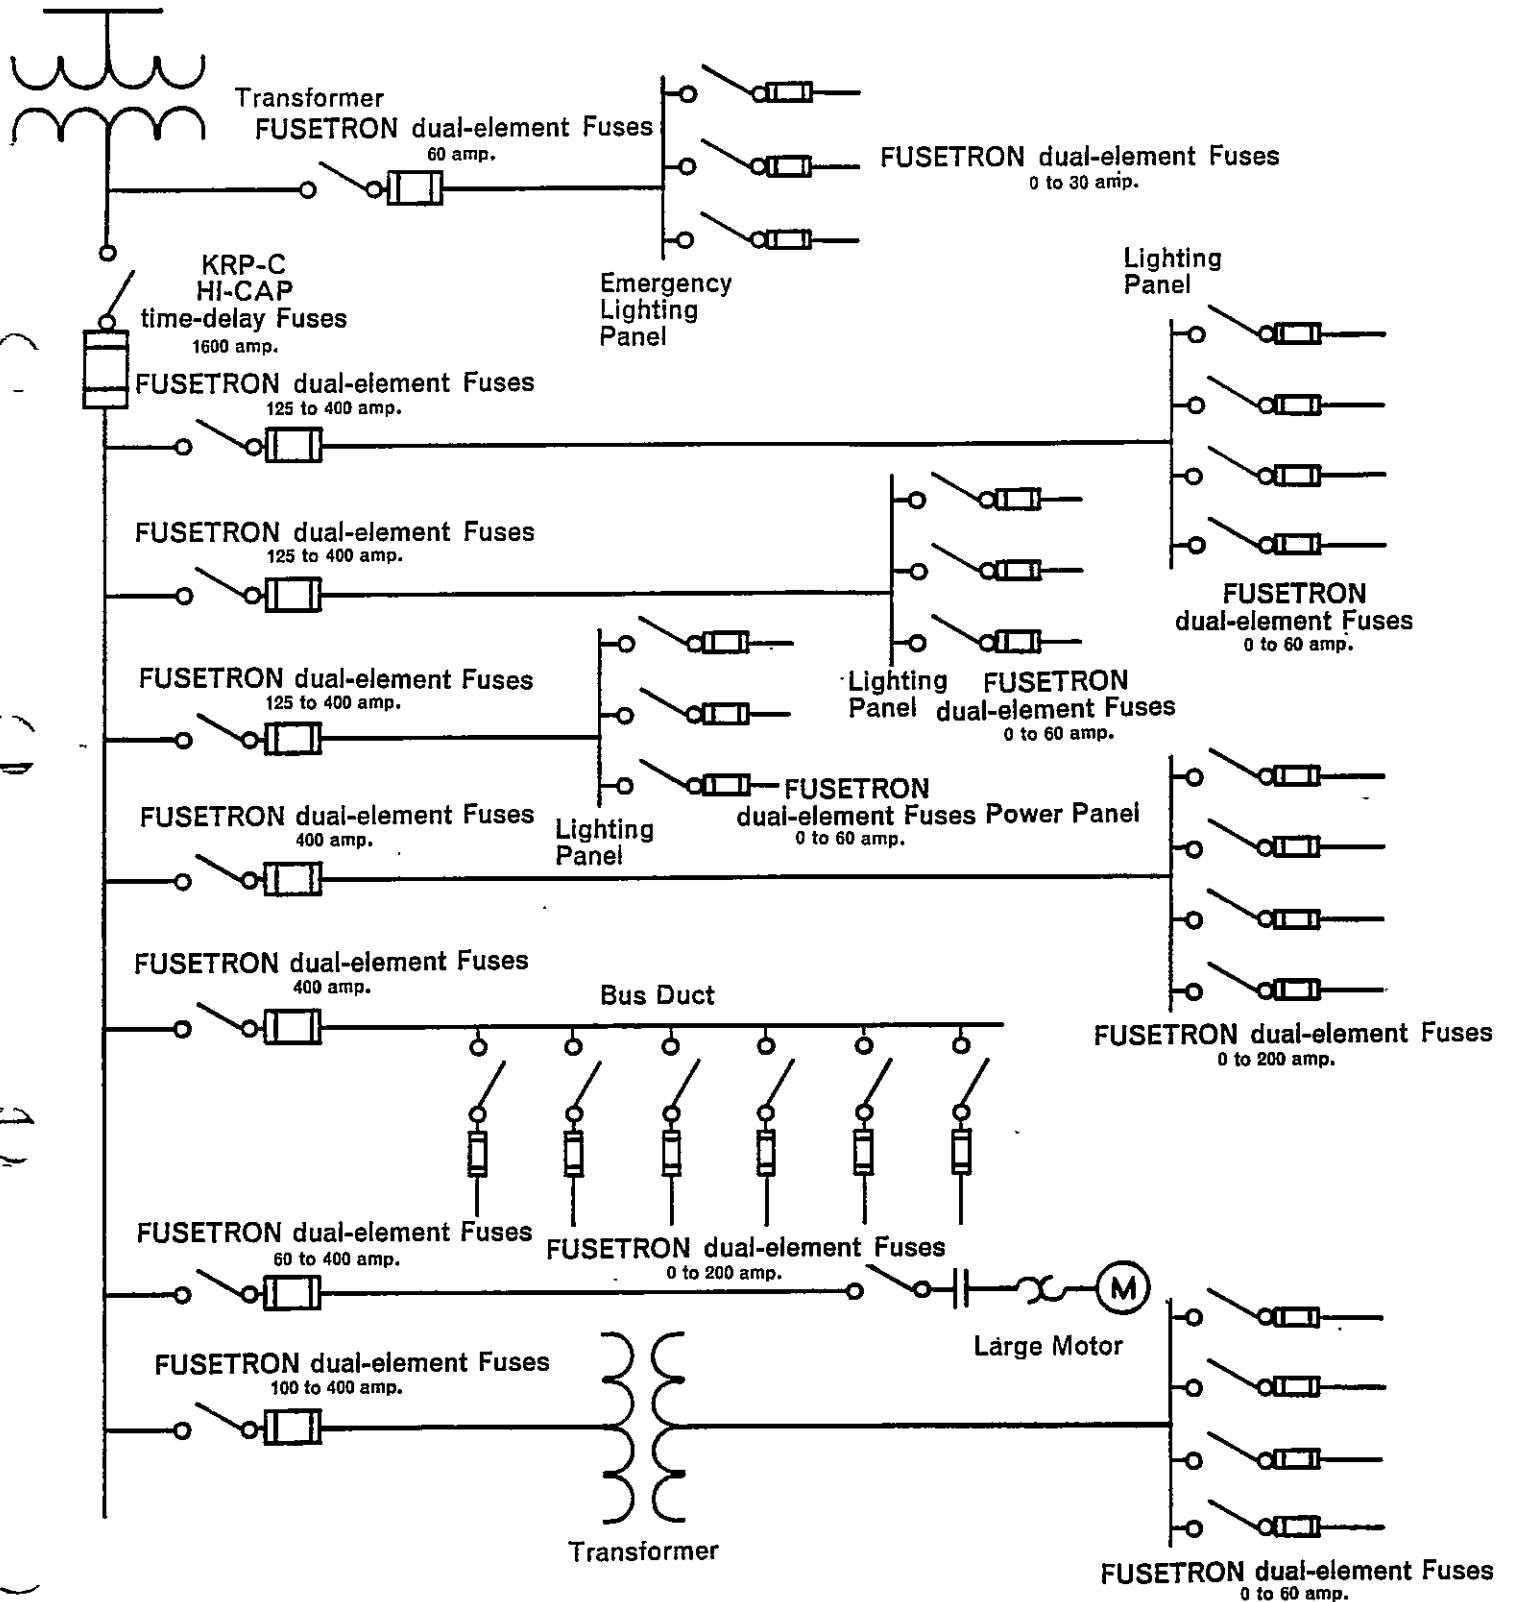 Transformer
FUSETRON dual-element Fuses
60 amp.
FUSETRON dual-element Fuses
0 to 30 amp.
KRP-C
HI-CAP
time-delay Fuses
1600 amp.
Emergency
Lighting
Panel
Lighting
Panel
FUSETRON dual-element Fuses
125 to 400 amp.
FUSETRON dual-element Fuses
125 to 400 amp.
FUSETRON
dual-element Fuses
0 to 60 amp.
FUSETRON dual-element Fuses
125 to 400 amp.
Lighting
Panel
FUSETRON
dual-element Fuses
0 to 60 amp.
FUSETRON dual-element Fuses
400 amp.
Lighting
Panel
FUSETRON
dual-element Fuses
0 to 60 amp.
Power Panel
FUSETRON dual-element Fuses
400 amp.
Bus Duct
FUSETRON dual-element Fuses
0 to 200 amp.
FUSETRON dual-element Fuses
60 to 400 amp.
FUSETRON dual-element Fuses
0 to 200 amp.
M
Large Motor
FUSETRON dual-element Fuses
100 to 400 amp.
Transformer
FUSETRON dual-element Fuses
0 to 60 amp.